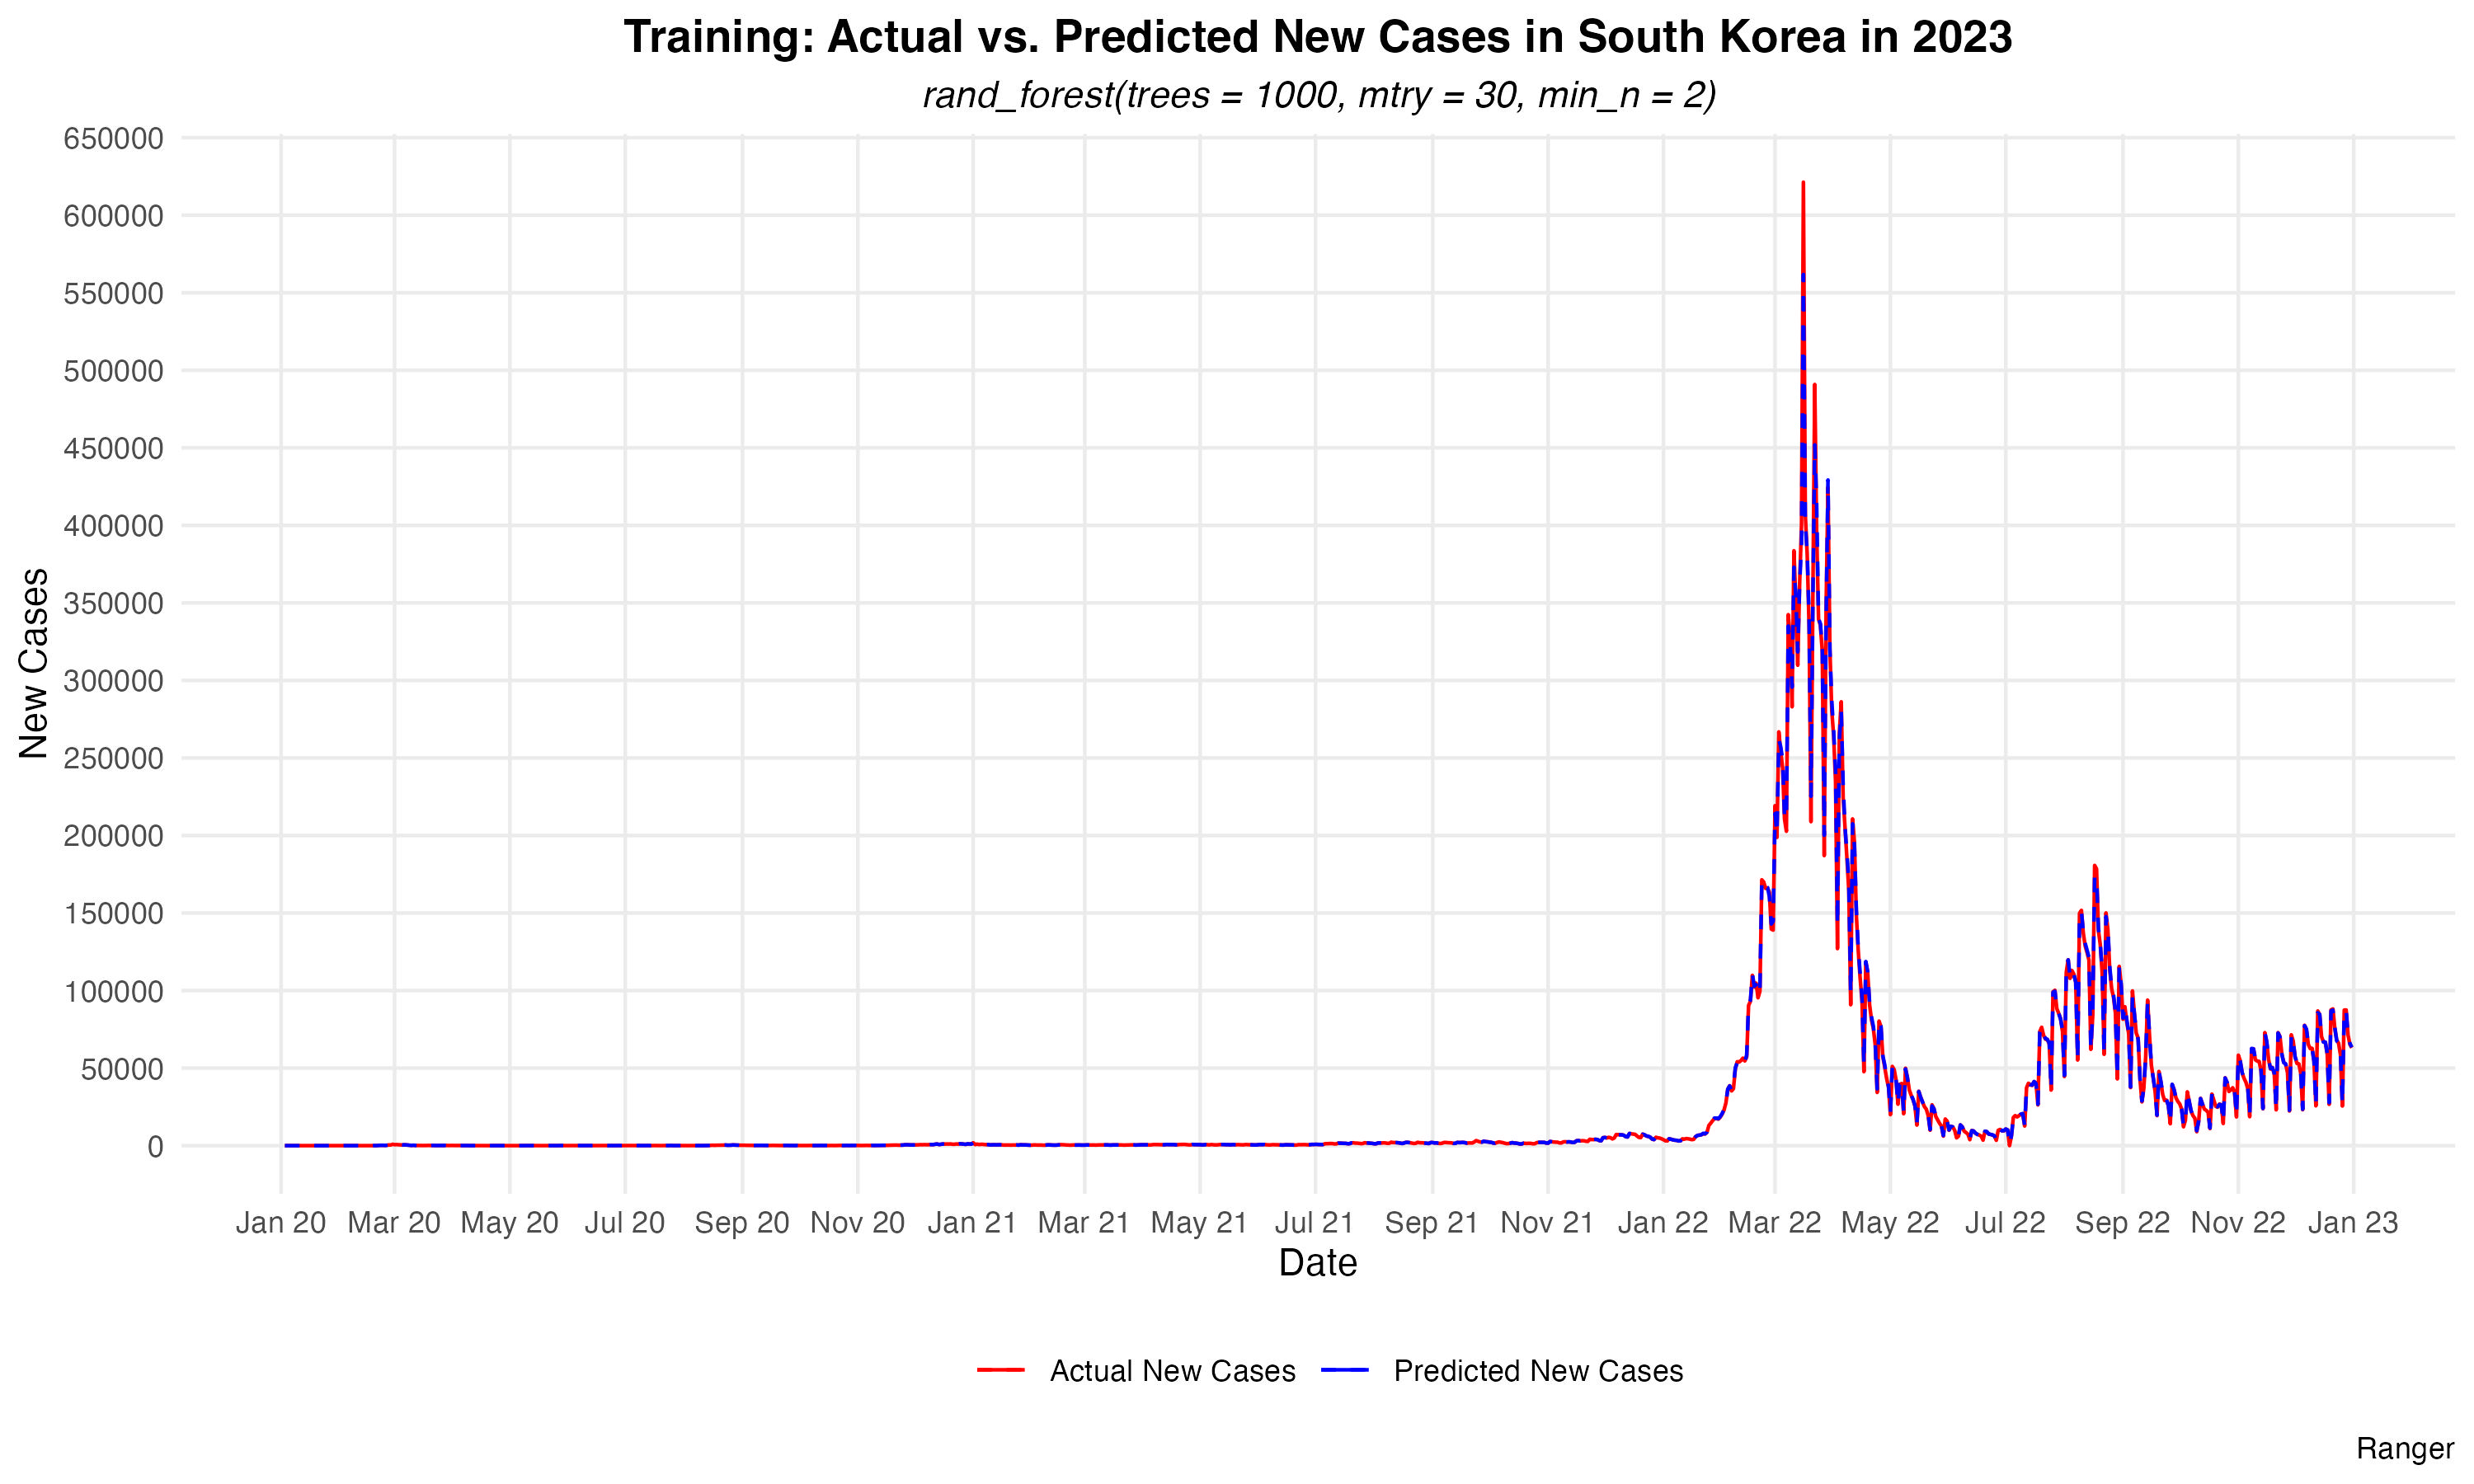 Training: Actual vs. Predicted New Cases in South Korea in 2023
rand_forest(trees = 1000, mtry = 30, min_n = 2)
650000
600000
550000
500000
450000
400000
350000
300000
250000
200000
150000
100000
50000
0
New Cases
Jan 20 Mar 20 May 20 Jul 20 Sep 20 Nov 20 Jan 21 Mar 21 May 21 Jul 21 Sep 21 Nov 21 Jan 22 Mar 22 May 22 Jul 22 Sep 22 Nov 22 Jan 23
Date
Actual New Cases Predicted New Cases
Ranger